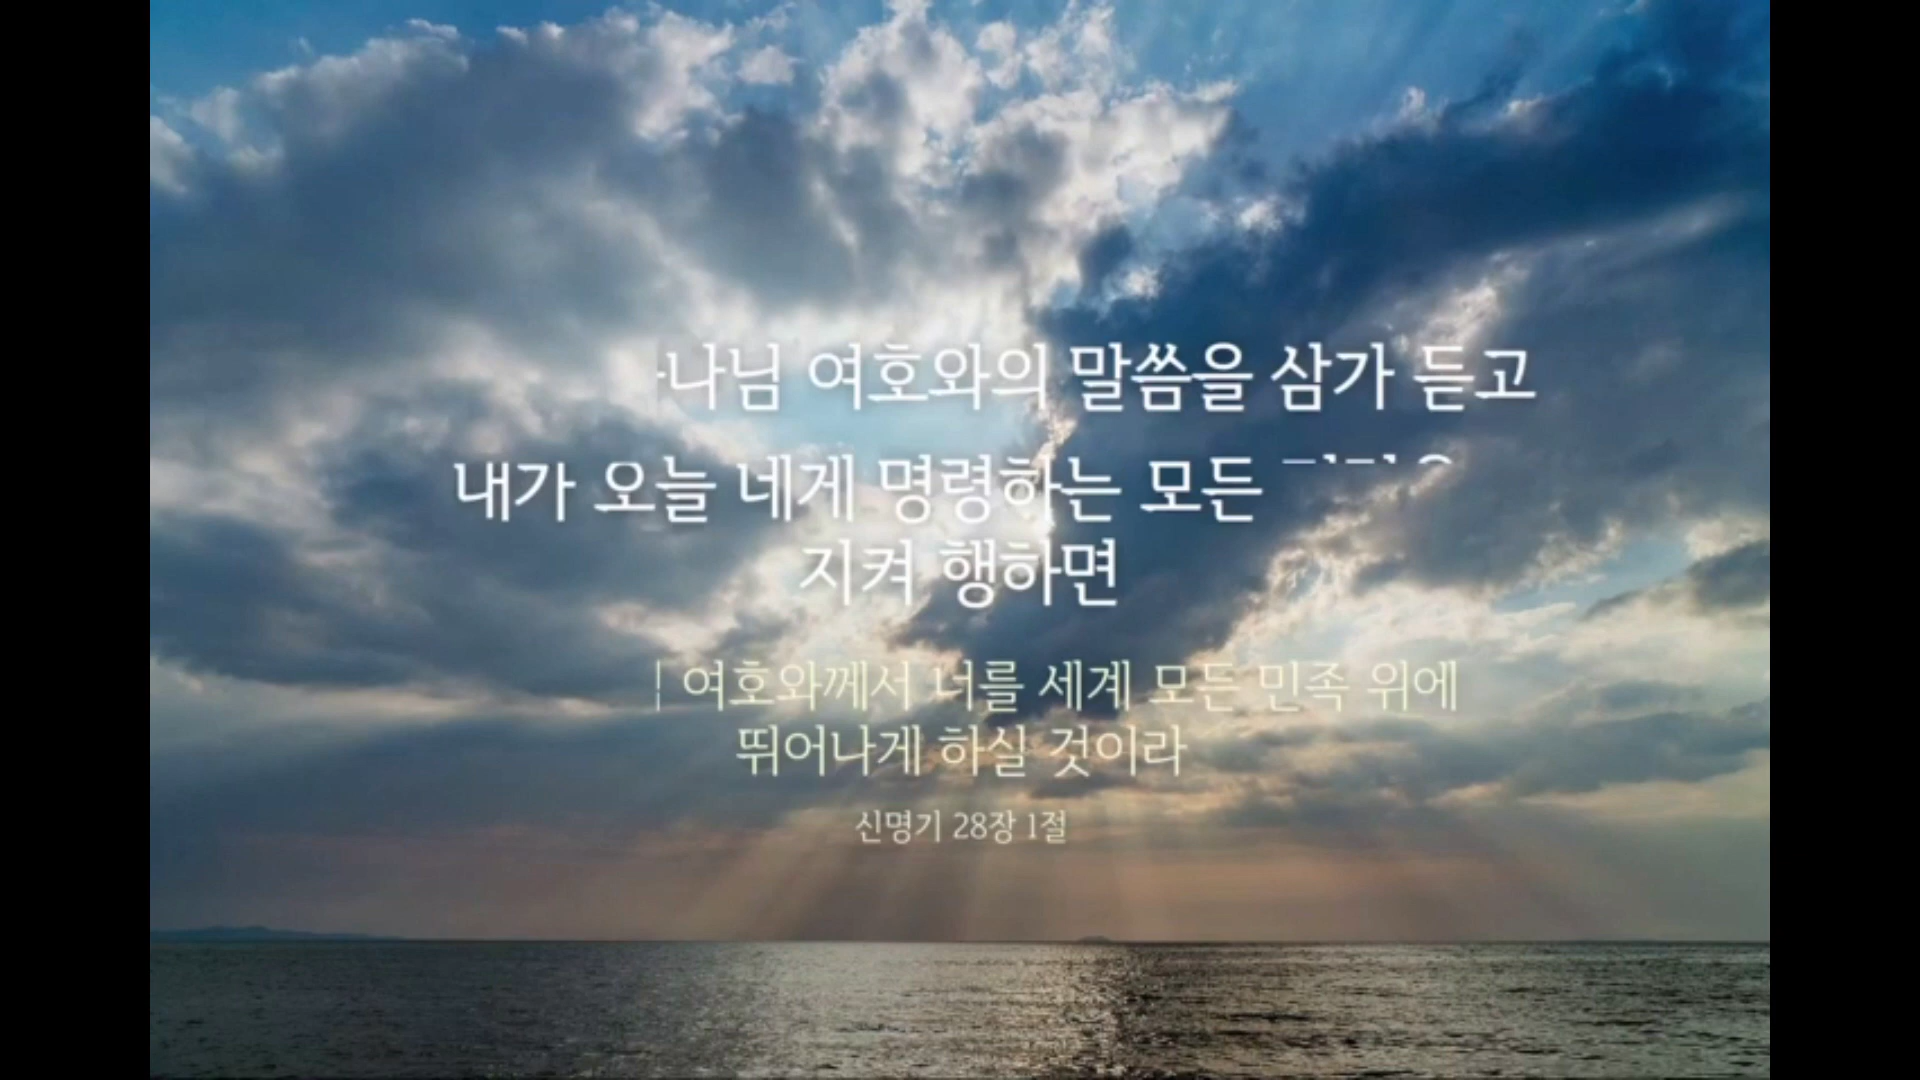 여호와의 말씀을 삼가 듣고
내가 오늘 네게 명령하는 모든
지켜 행하면
여호와께서 너를 세계 모든 민족 위에
뛰어나게 하실 것이라
신명기 28장 1절